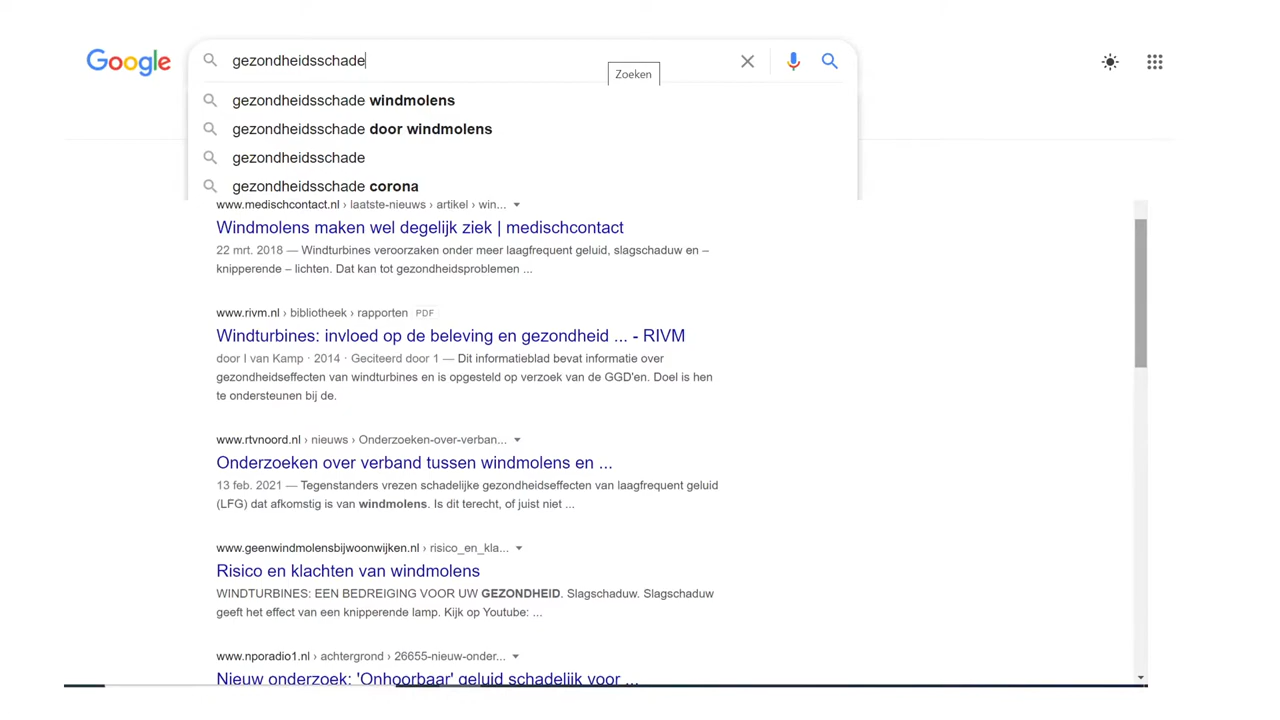 Google
gezondheidsschade
Zoeken
gezondheidsschade windmolens
gezondheidsschade door windmolens
gezondheidsschade
gezondheidsschade corona
www.medischcontact.nl › laatste-nieuws › artikel › win...
Windmolens maken wel degelijk ziek | medischcontact
22 mrt. 2018 — Windturbines veroorzaken onder meer laagfrequent geluid, slagschaduw en –
knipperende – lichten. Dat kan tot gezondheidsproblemen ...
www.rivm.nl › bibliotheek › rapporten PDF
Windturbines: invloed op de beleving en gezondheid ... - RIVM
door I van Kamp · 2014 · Geciteerd door 1 — Dit informatieblad bevat informatie over
gezondheidseffecten van windturbines en is opgesteld op verzoek van de GGD'en. Doel is hen
te ondersteunen bij de.
www.rtvnoord.nl › nieuws › Onderzoeken-over-verban...
Onderzoeken over verband tussen windmolens en ...
13 feb. 2021 — Tegenstanders vrezen schadelijke gezondheidseffecten van laagfrequent geluid
(LFG) dat afkomstig is van windmolens. Is dit terecht, of juist niet ...
www.geenwindmolensbijwoonwijken.nl › risico_en_kla...
Risico en klachten van windmolens
WINDTURBINES: EEN BEDREIGING VOOR UW GEZONDHEID. Slagschaduw. Slagschaduw
geeft het effect van een knipperende lamp. Kijk op Youtube: ...
www.nporadio1.nl › achtergrond › 26655-nieuw-onder...
Nieuw onderzoek: 'Onhoorbaar' geluid schadelijk voor ...